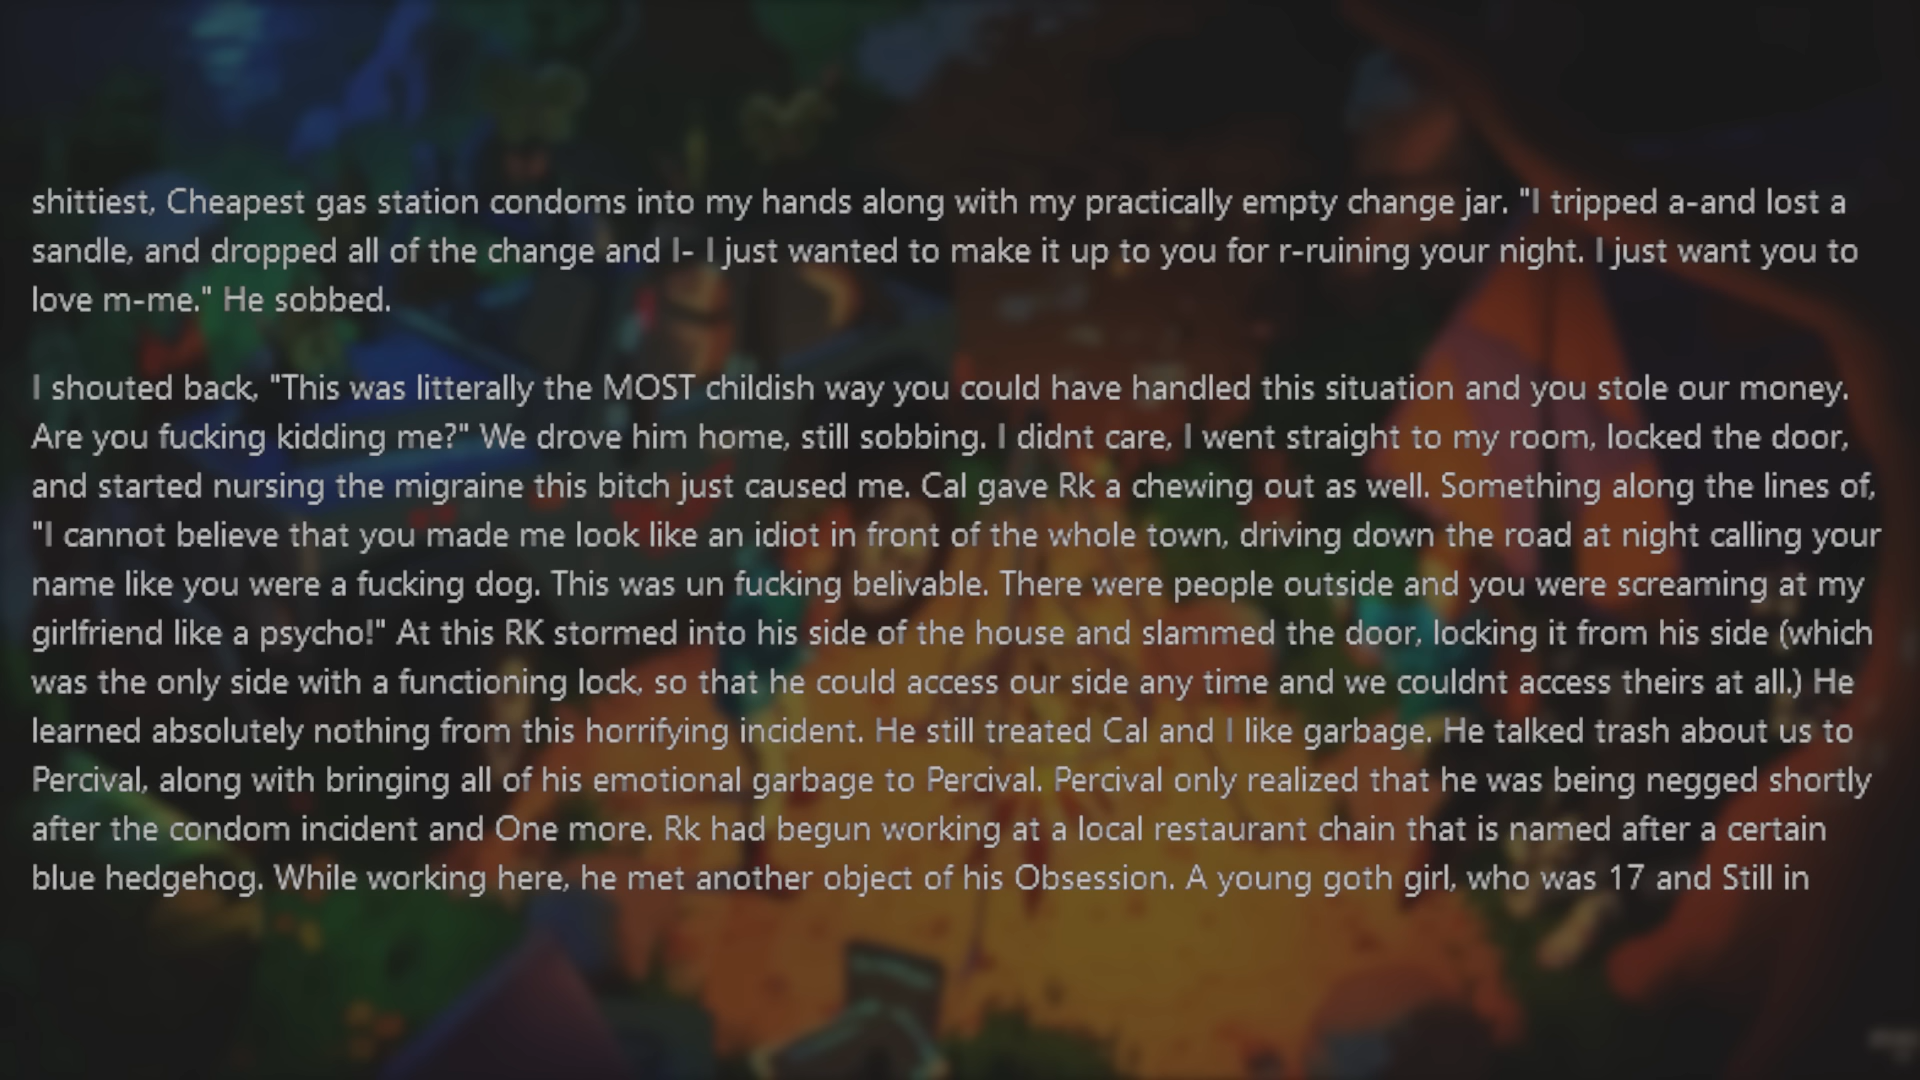 shittiest, Cheapest gas station condoms into my hands along with my practically empty change jar. "I tripped a-and lost a
sandle, and dropped all of the change and I- I just wanted to make it up to you for r-ruining your night. I just want you to
love m-me." He sobbed.
I shouted back, "This was litterally the MOST childish way you could have handled this situation and you stole our money.
Are you fucking kidding me?" We drove him home, still sobbing. I didnt care, I went straight to my room, locked the door,
and started nursing the migraine this bitch just caused me. Cal gave Rk a chewing out as well. Something along the lines of,
"I cannot believe that you made me look like an idiot in front of the whole town, driving down the road at night calling your
name like you were a fucking dog. This was un fucking belivable. There were people outside and you were screaming at my
girlfriend like a psycho!" At this RK stormed into his side of the house and slammed the door, locking it from his side (which
was the only side with a functioning lock, so that he could access our side any time and we couldnt access theirs at all.) He
learned absolutely nothing from this horrifying incident. He still treated Cal and I like garbage. He talked trash about us to
Percival, along with bringing all of his emotional garbage to Percival. Percival only realized that he was being negged shortly
after the condom incident and One more. Rk had begun working at a local restaurant chain that is named after a certain
blue hedgehog. While working here, he met another object of his Obsession. A young goth girl, who was 17 and Still in